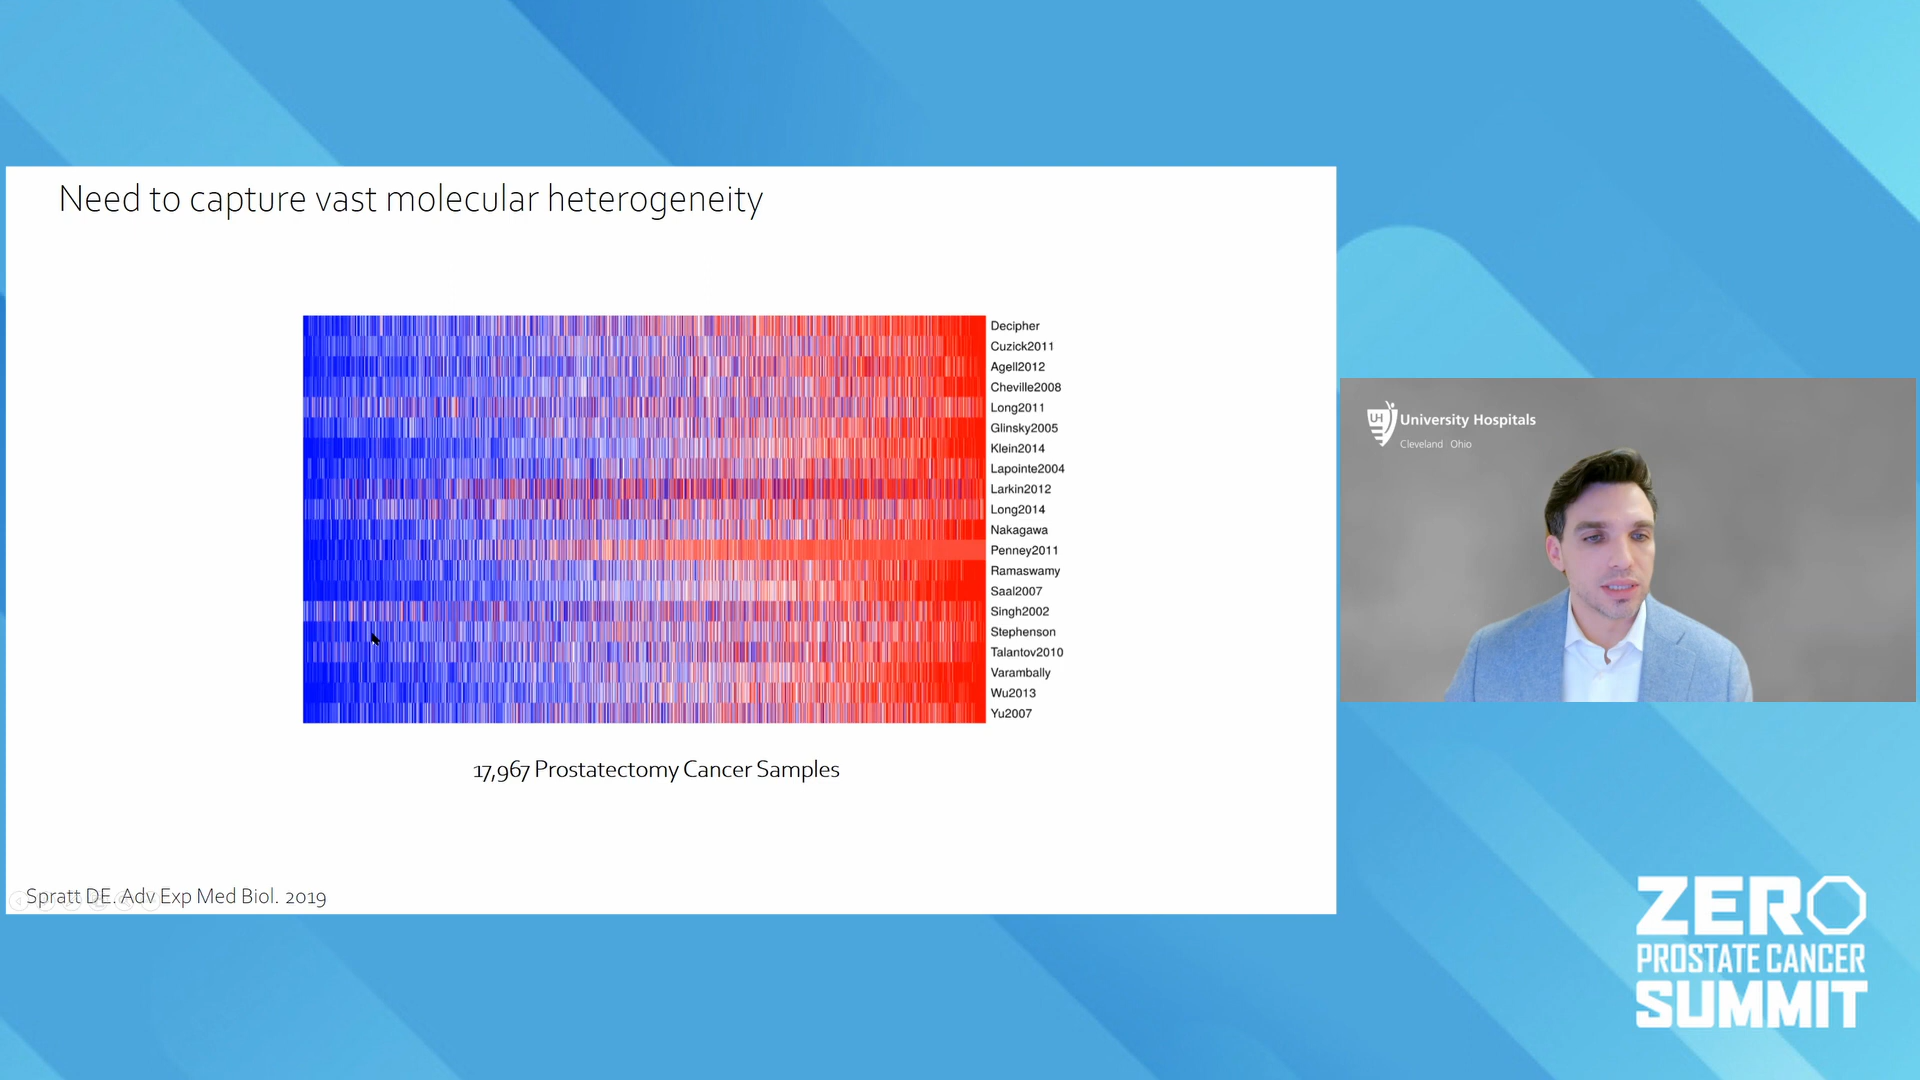 Need to capture vast molecular heterogeneity
Decipher
Cuzick2011
Agell2012
Cheville2008
Long2011
Glinsky2005
Klein2014
Lapointe2004
Larkin2012
Long2014
Nakagawa
Penney2011
Ramaswamy
Saal2007
Singh2002
Stephenson
Talantov2010
Varambally
Wu2013
Yu2007
17,967 Prostatectomy Cancer Samples
Spratt DE. Adv Exp Med Biol. 2019
UH University Hospitals
Cleveland Ohio
ZERO
PROSTATE CANCER
SUMMIT